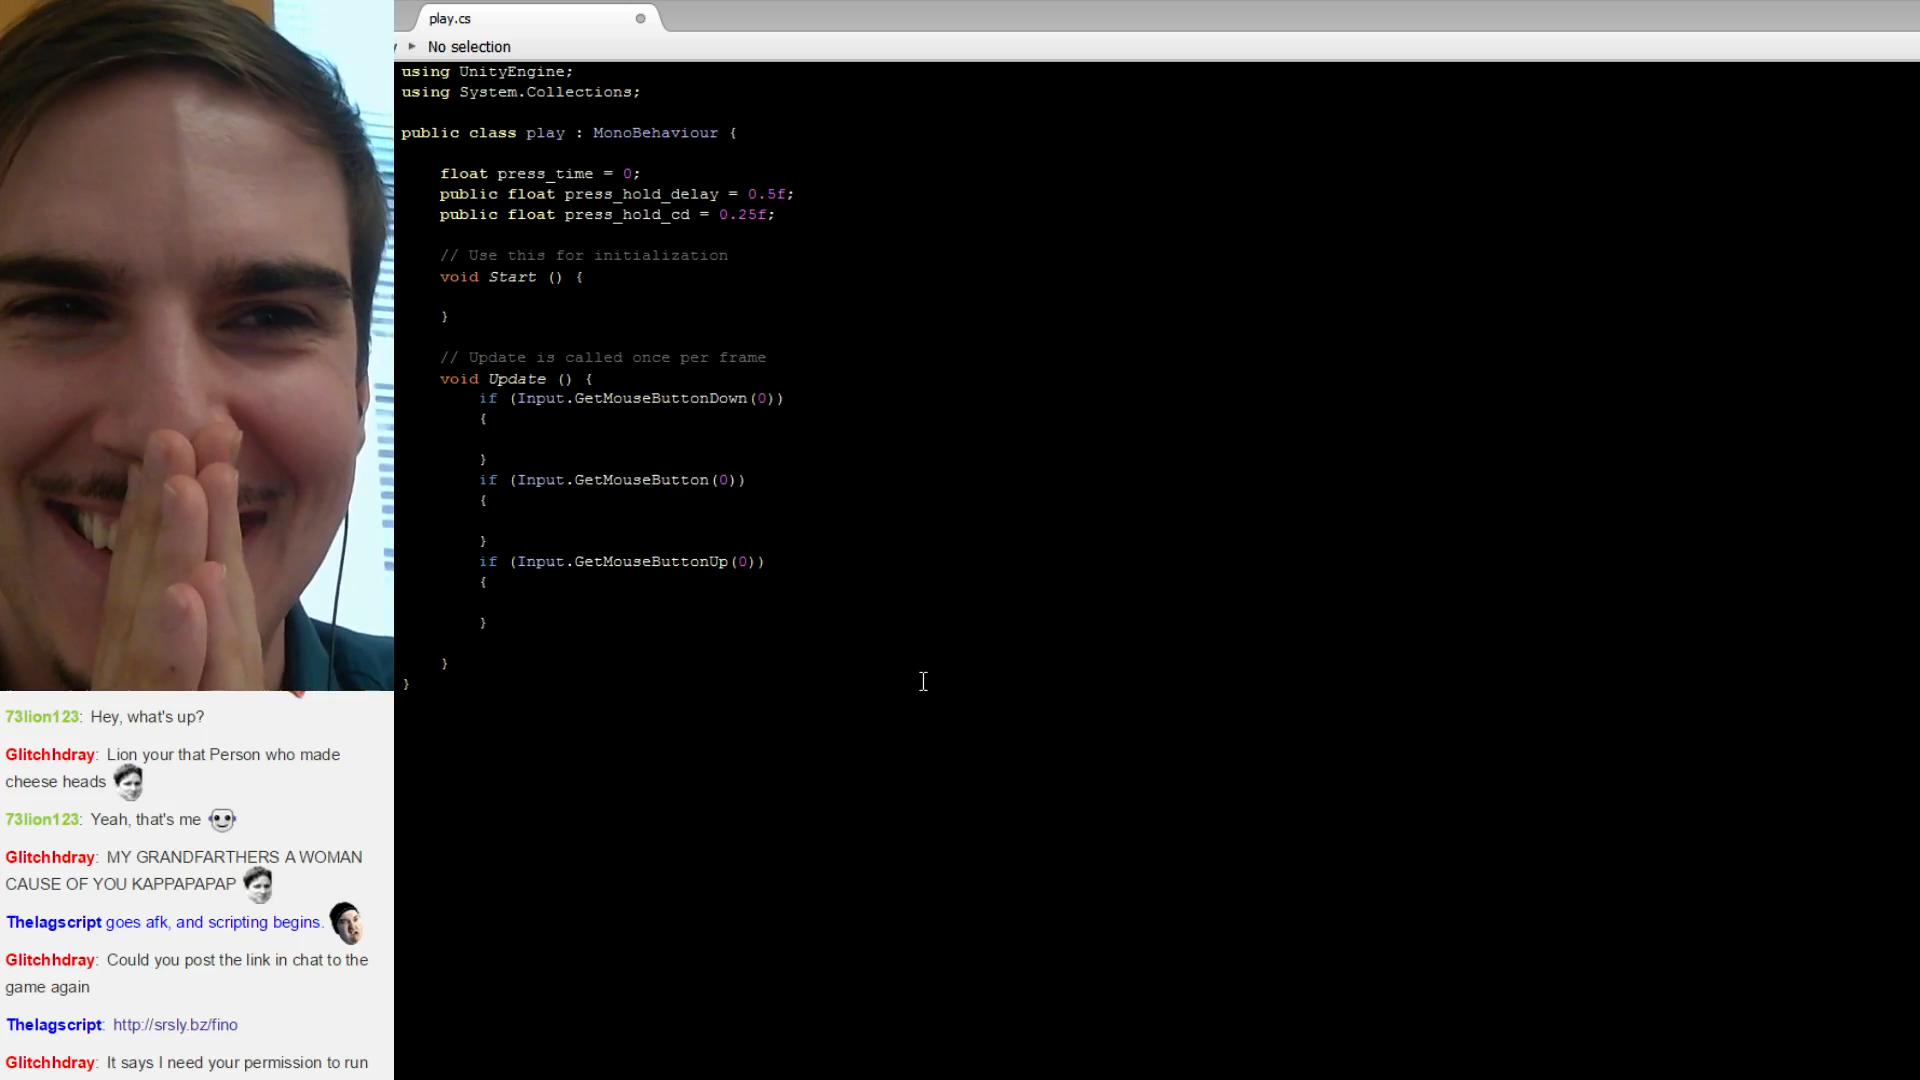 play.cs
No selection
using UnityEngine;
using System.Collections;
public class play : MonoBehaviour {
float press_time = 0;
public float press_hold_delay = 0.5f;
public float press_hold_cd = 0.25f;
// Use this for initialization
void Start () {
}
// Update is called once per frame
void Update () {
if (Input.GetMouseButtonDown(0))
{
}
if (Input.GetMouseButton(0))
{
}
if (Input.GetMouseButtonUp(0))
{
}
}
}
73lion123: Hey, what's up?
Glitchhdray: Lion your that Person who made
cheese heads
73lion123: Yeah, that's me
Glitchhdray: MY GRANDFARTHERS A WOMAN
CAUSE OF YOU KAPPAPAPAP
Thelagscript goes afk, and scripting begins.
Glitchhdray: Could you post the link in chat to the
game again
Thelagscript: http://srsly.bz/fino
Glitchhdray: It says I need your permission to run